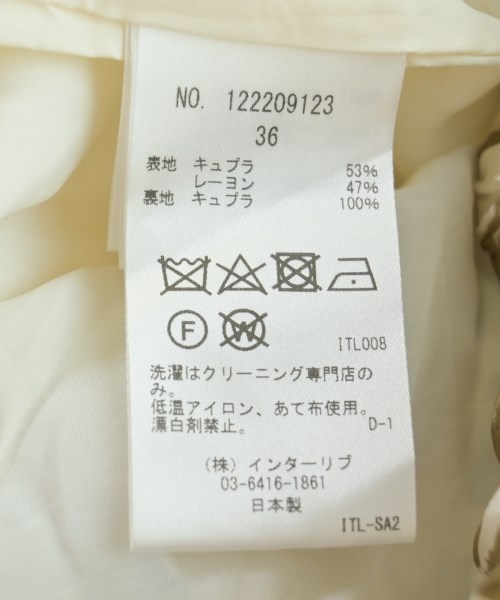 NO. 122209123
36
表地 キュプラ 53%
レーヨン 47%
裏地 キュプラ 100%
F W
ITL008
洗濯はクリーニング専門店の
み。
低温アイロン、あて布使用。
漂白剤禁止。 D-1
(株) インターリブ
03-6416-1861
日本製
ITL-SA2